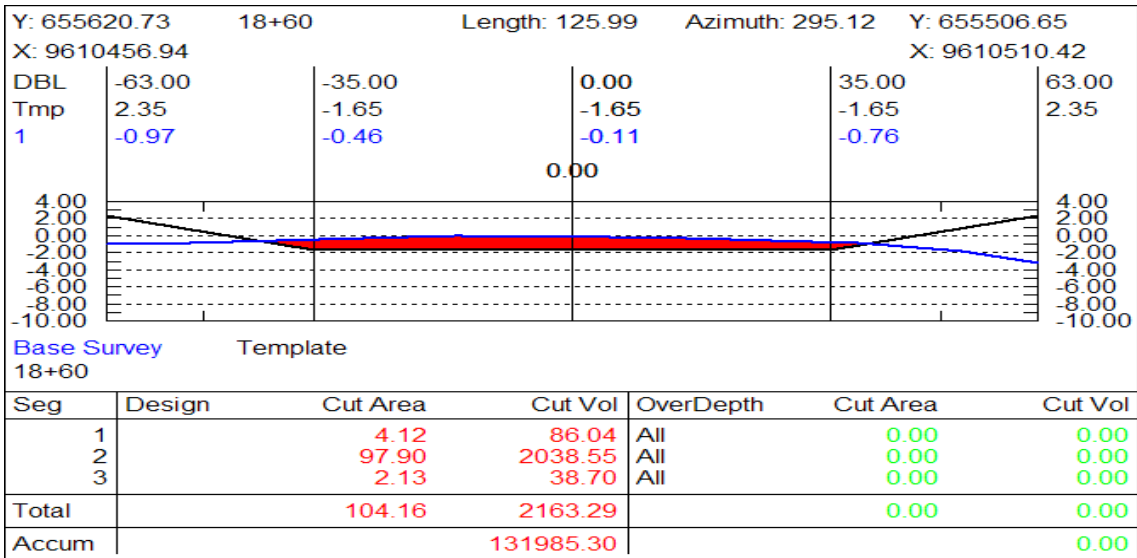 Y: 655620.73 18+60 Length: 125.99 Azimuth: 295.12 Y: 655506.65
X: 9610456.94 X: 9610510.42
DBL -63.00 -35.00 0.00 35.00 63.00
Tmp 2.35 -1.65 -1.65 -1.65 2.35
1 -0.97 -0.46 -0.11 -0.76
0.00
4.00 4.00
2.00 2.00
0.00 0.00
-2.00 -2.00
-4.00 -4.00
-6.00 -6.00
-8.00 -8.00
-10.00 -10.00
Base Survey Template
18+60
Seg Design Cut Area Cut Vol OverDepth Cut Area Cut Vol
1 4.12 86.04 All 0.00 0.00
2 97.90 2038.55 All 0.00 0.00
3 2.13 38.70 All 0.00 0.00
Total 104.16 2163.29 0.00 0.00
Accum 131985.30 0.00